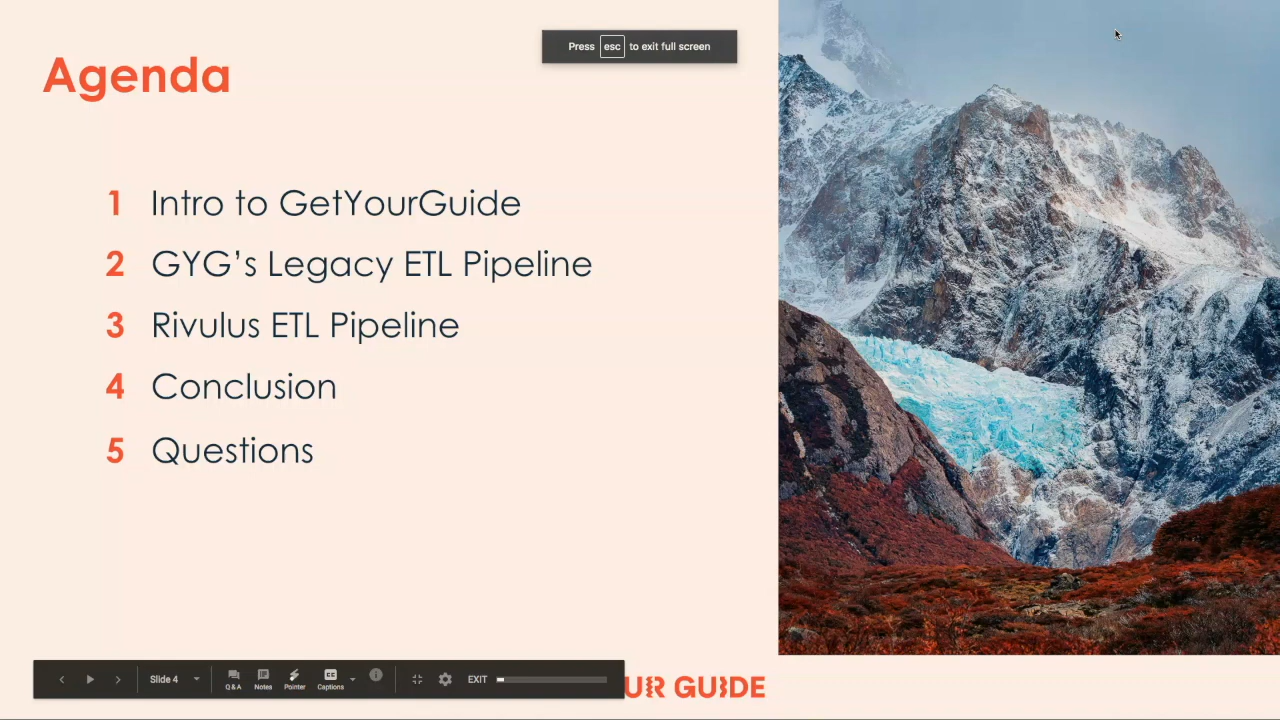 Press esc to exit full screen
Agenda
1 Intro to GetYourGuide
2 GYG's Legacy ETL Pipeline
3 Rivulus ETL Pipeline
4 Conclusion
5 Questions
Slide 4
Q&A
Notes
Pointer
CC
Captions
EXIT
UR GUIDE